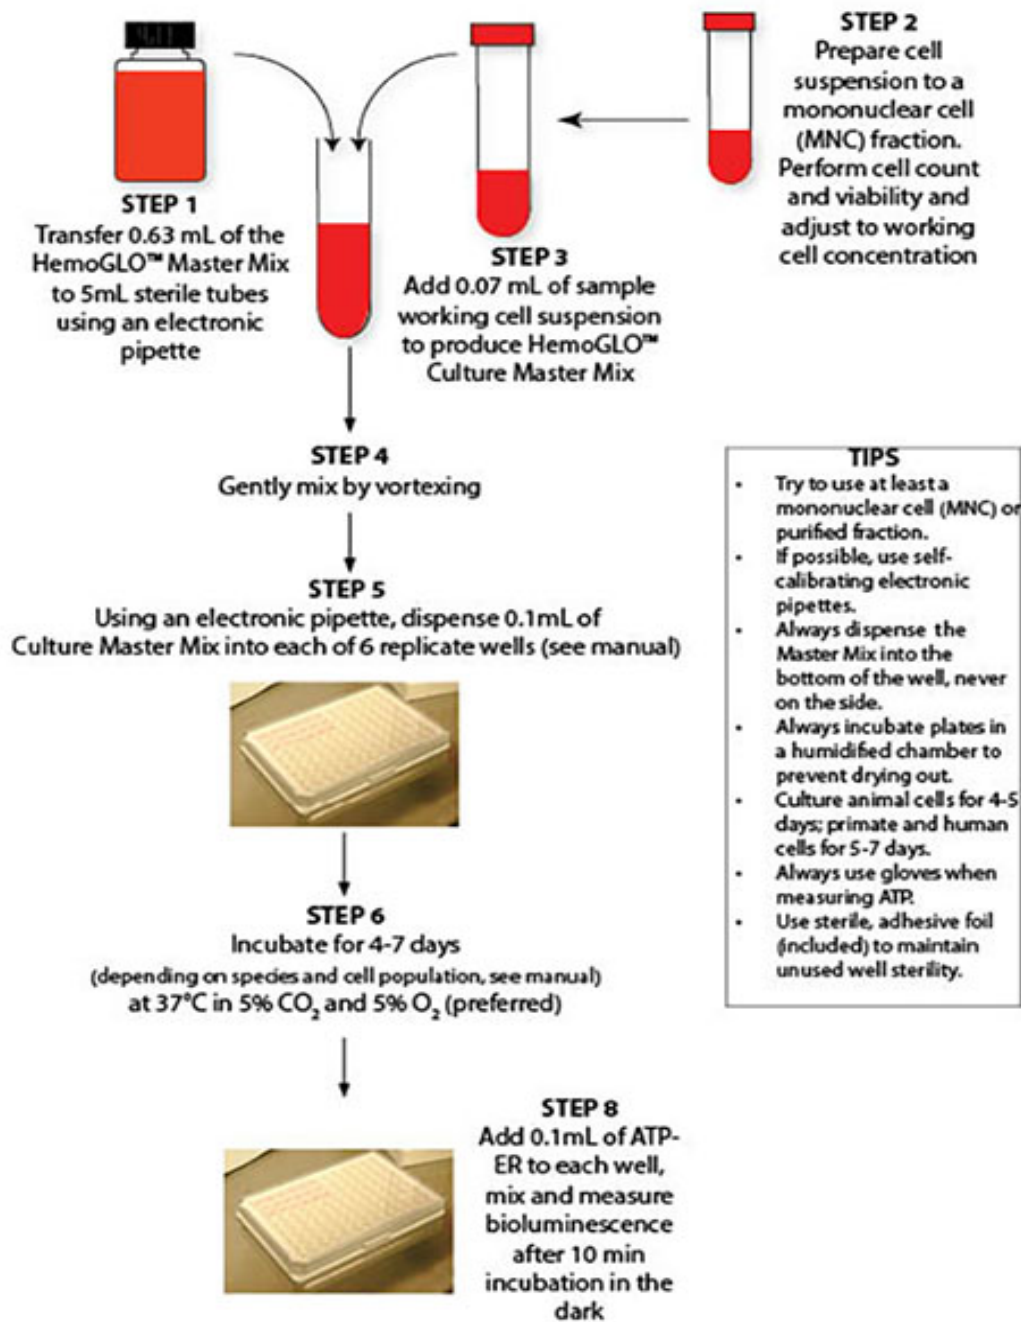 STEP 1
Transfer 0.63 mL of the
HemoGLO™ Master Mix
to 5mL sterile tubes
using an electronic
pipette
STEP 2
Prepare cell
suspension to a
mononuclear cell
(MNC) fraction.
Perform cell count
and viability and
adjust to working
cell concentration
STEP 3
Add 0.07 mL of sample
working cell suspension
to produce HemoGLO™
Culture Master Mix
STEP 4
Gently mix by vortexing
STEP 5
Using an electronic pipette, dispense 0.1mL of
Culture Master Mix into each of 6 replicate wells (see manual)
STEP 6
Incubate for 4-7 days
(depending on species and cell population, see manual)
at 37°C in 5% CO₂ and 5% O₂ (preferred)
STEP 8
Add 0.1mL of ATP-
ER to each well,
mix and measure
bioluminescence
after 10 min
incubation in the
dark
TIPS
• Try to use at least a
mononuclear cell (MNC) or
purified fraction.
• If possible, use self-
calibrating electronic
pipettes.
• Always dispense the
Master Mix into the
bottom of the well, never
on the side.
• Always incubate plates in
a humidified chamber to
prevent drying out.
• Culture animal cells for 4-5
days; primate and human
cells for 5-7 days.
• Always use gloves when
measuring ATP.
• Use sterile, adhesive foil
(included) to maintain
unused well sterility.